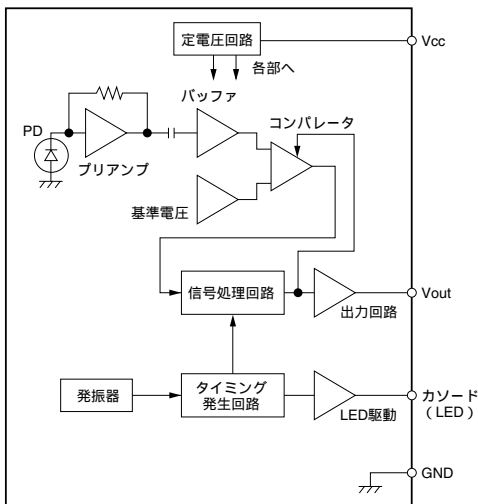 定電圧回路
Vcc
各部へ
バッファ
コンパレータ
PD
プリアンプ
基準電圧
信号処理回路
Vout
出力回路
発振器
タイミング
発生回路
LED駆動
カソード
（LED）
GND